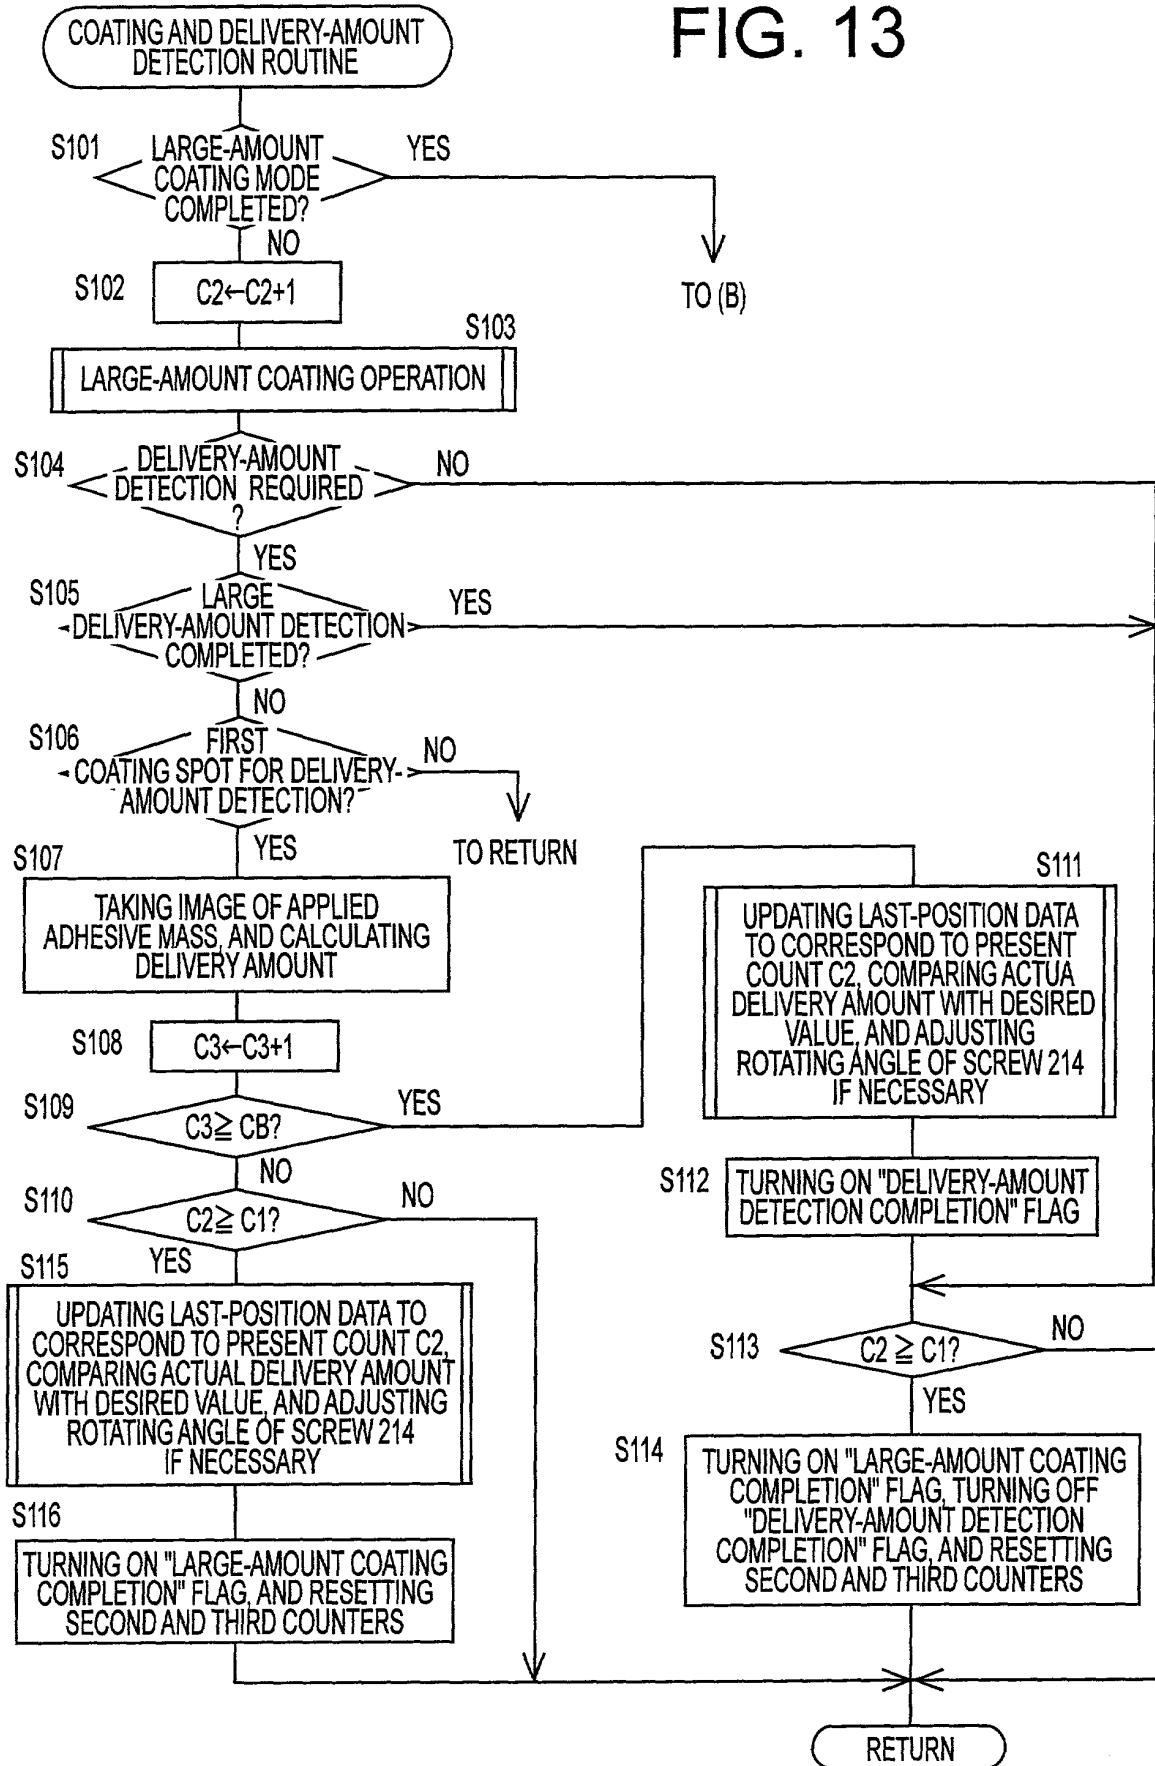 FIG. 13
COATING AND DELIVERY-AMOUNT
DETECTION ROUTINE
S101
LARGE-AMOUNT
COATING MODE
COMPLETED?
YES
NO
TO (B)
S102
C2←C2+1
S103
LARGE-AMOUNT COATING OPERATION
S104
DELIVERY-AMOUNT
DETECTION REQUIRED
?
NO
YES
S105
LARGE
DELIVERY-AMOUNT DETECTION
COMPLETED?
YES
NO
S106
FIRST
COATING SPOT FOR DELIVERY-
AMOUNT DETECTION?
NO
TO RETURN
YES
S107
TAKING IMAGE OF APPLIED
ADHESIVE MASS, AND CALCULATING
DELIVERY AMOUNT
S108
C3←C3+1
S109
C3≧ CB?
YES
NO
S110
C2≧ C1?
NO
YES
S115
UPDATING LAST-POSITION DATA TO
CORRESPOND TO PRESENT COUNT C2,
COMPARING ACTUAL DELIVERY AMOUNT
WITH DESIRED VALUE, AND ADJUSTING
ROTATING ANGLE OF SCREW 214
IF NECESSARY
S116
TURNING ON "LARGE-AMOUNT COATING
COMPLETION" FLAG, AND RESETTING
SECOND AND THIRD COUNTERS
S111
UPDATING LAST-POSITION DATA
TO CORRESPOND TO PRESENT
COUNT C2, COMPARING ACTUA
DELIVERY AMOUNT WITH DESIRED
VALUE, AND ADJUSTING
ROTATING ANGLE OF SCREW 214
IF NECESSARY
S112
TURNING ON "DELIVERY-AMOUNT
DETECTION COMPLETION" FLAG
S113
C2 ≧ C1?
NO
YES
S114
TURNING ON "LARGE-AMOUNT COATING
COMPLETION" FLAG, TURNING OFF
"DELIVERY-AMOUNT DETECTION
COMPLETION" FLAG, AND RESETTING
SECOND AND THIRD COUNTERS
RETURN